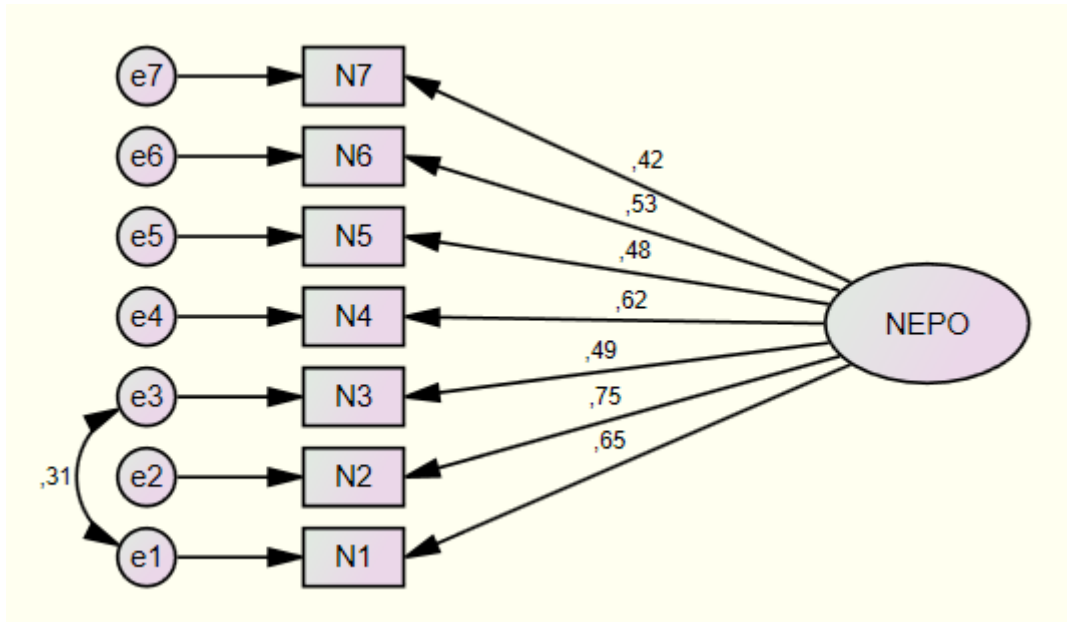 e7 N7
,42
e6 N6
,53
e5 N5
,48
e4 N4
,62
NEPO
e3 N3
,49
,75
e2 N2
,65
,31
e1 N1